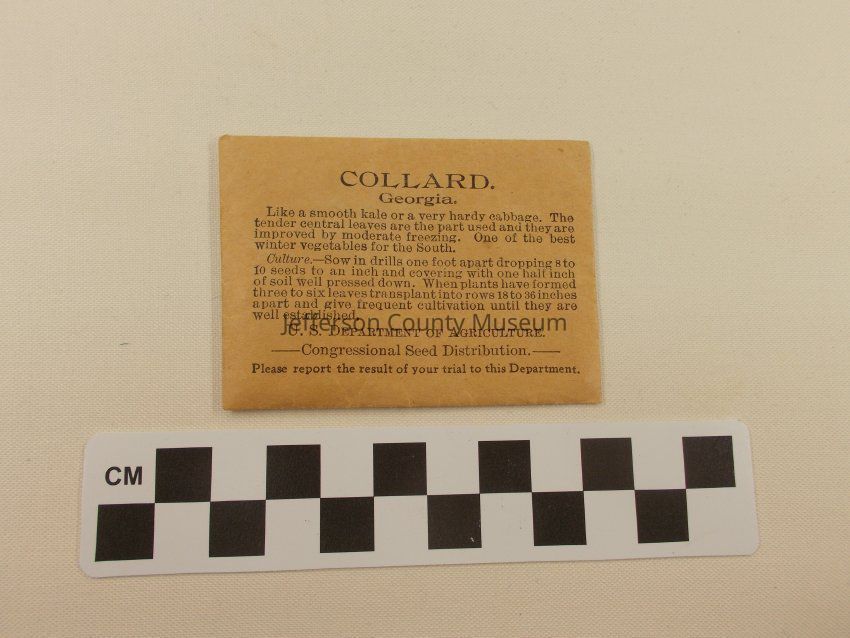 COLLARD.
Georgia.
Like a smooth kale or a very hardy cabbage. The
tender central leaves are the part used and they are
improved by moderate freezing. One of the best
winter vegetables for the South.
Culture.—Sow in drills one foot apart dropping 8 to
10 seeds to an inch and covering with one half inch
of soil well pressed down. When plants have formed
three to six leaves transplant into rows 18 to 36 inches
apart and give frequent cultivation until they are
well established.
Jefferson County Museum
U. S. DEPARTMENT OF AGRICULTURE.
——Congressional Seed Distribution.——
Please report the result of your trial to this Department.
CM